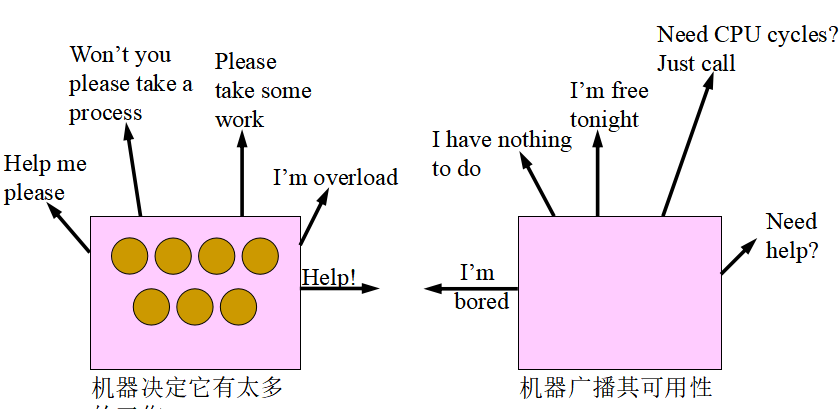 Won't you
please take a
process
Please
take some
work
Help me
please
I'm overload
Help!
机器决定它有太多
Need CPU cycles?
Just call
I'm free
tonight
I have nothing
to do
Need
help?
I'm
bored
机器广播其可用性